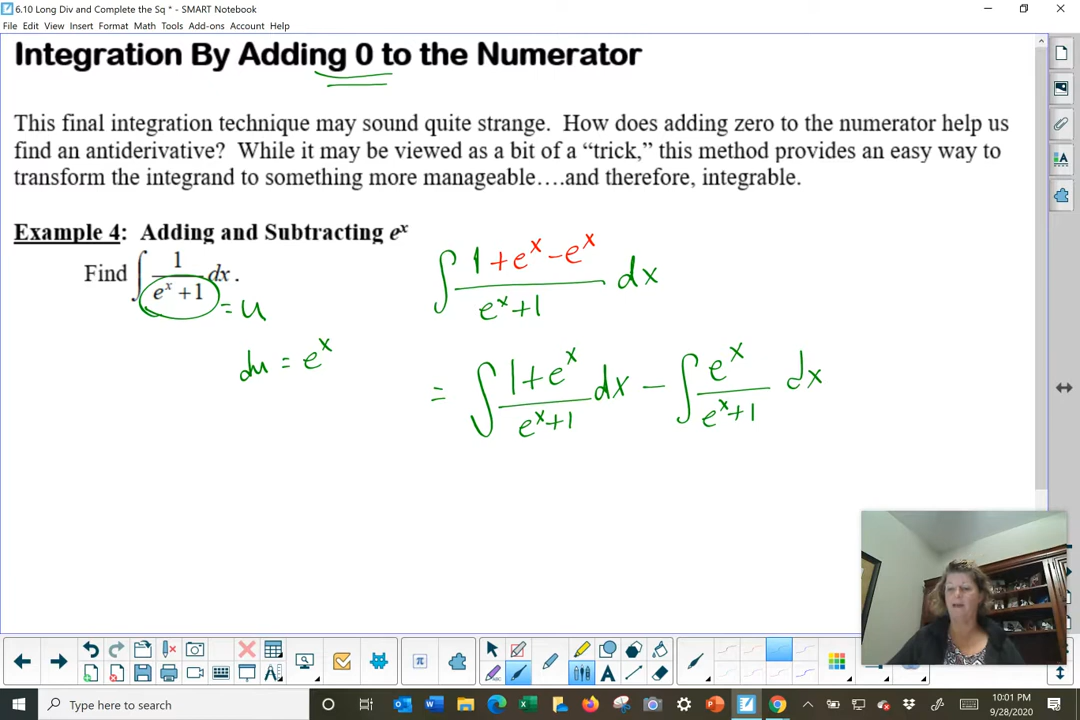 6.10 Long Div and Complete the Sq * - SMART Notebook
File Edit View Insert Format Math Tools Add-ons Account Help
Integration By Adding 0 to the Numerator
This final integration technique may sound quite strange. How does adding zero to the numerator help us
find an antiderivative? While it may be viewed as a bit of a “trick,” this method provides an easy way to
transform the integrand to something more manageable….and therefore, integrable.
Example 4: Adding and Subtracting e^x
Find ∫ 1/(e^x + 1) dx.
= u
du = e^x
∫ (1 + e^x - e^x)/(e^x + 1) dx
= ∫ (1 + e^x)/(e^x + 1) dx − ∫ e^x/(e^x + 1) dx
Type here to search
10:01 PM
9/28/2020